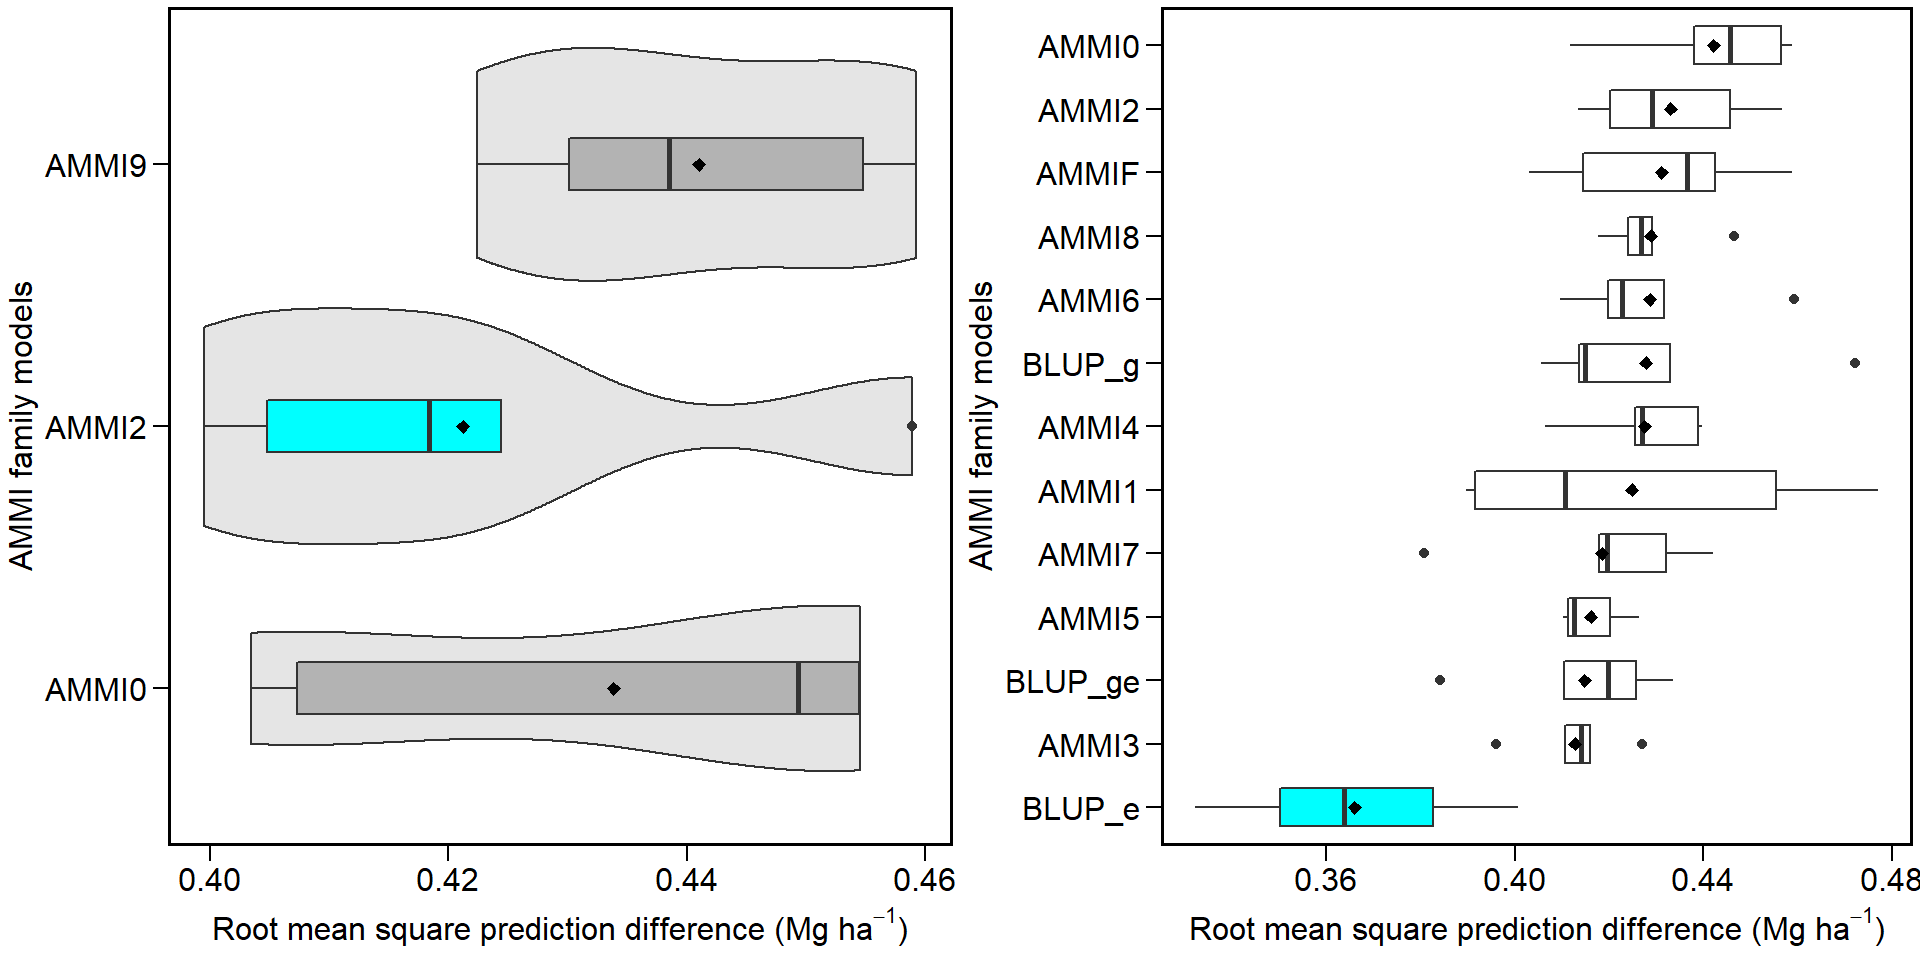 AMMI family models
AMMI9
AMMI2
AMMI0
0.40 0.42 0.44 0.46
Root mean square prediction difference (Mg ha⁻¹)
AMMI family models
AMMI0
AMMI2
AMMIF
AMMI8
AMMI6
BLUP_g
AMMI4
AMMI1
AMMI7
AMMI5
BLUP_ge
AMMI3
BLUP_e
0.36 0.40 0.44 0.48
Root mean square prediction difference (Mg ha⁻¹)